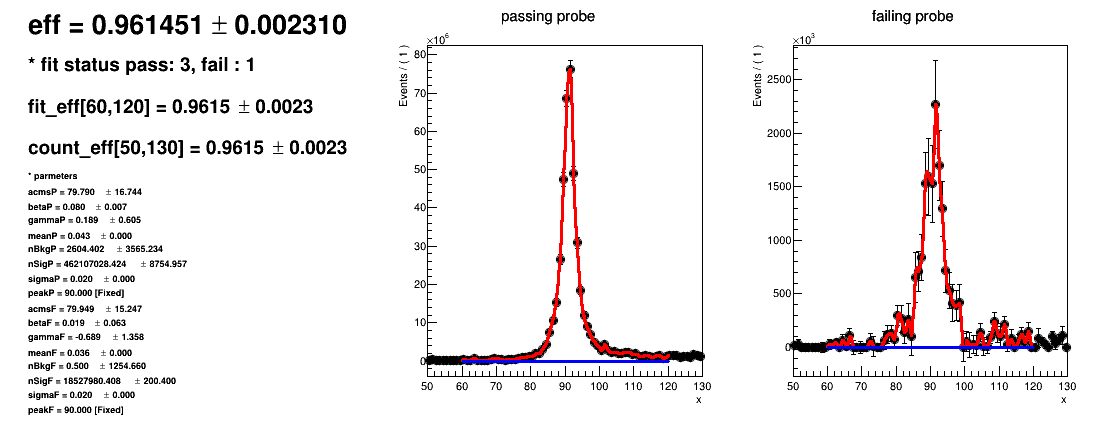 eff = 0.961451 ± 0.002310
* fit status pass: 3, fail : 1
fit_eff[60,120] = 0.9615 ± 0.0023
count_eff[50,130] = 0.9615 ± 0.0023
* parmeters
acmsP = 79.790 ± 16.744
betaP = 0.080 ± 0.007
gammaP = 0.189 ± 0.605
meanP = 0.043 ± 0.000
nBkgP = 2604.402 ± 3565.234
nSigP = 462107028.424 ± 8754.957
sigmaP = 0.020 ± 0.000
peakP = 90.000 [Fixed]
acmsF = 79.949 ± 15.247
betaF = 0.019 ± 0.063
gammaF = -0.689 ± 1.358
meanF = 0.036 ± 0.000
nBkgF = 0.500 ± 1254.660
nSigF = 18527980.408 ± 200.400
sigmaF = 0.020 ± 0.000
peakF = 90.000 [Fixed]
passing probe
×10⁶
Events / ( 1 )
80
70
60
50
40
30
20
10
0
50 60 70 80 90 100 110 120 130
x
failing probe
×10³
Events / ( 1 )
2500
2000
1500
1000
500
0
50 60 70 80 90 100 110 120 130
x